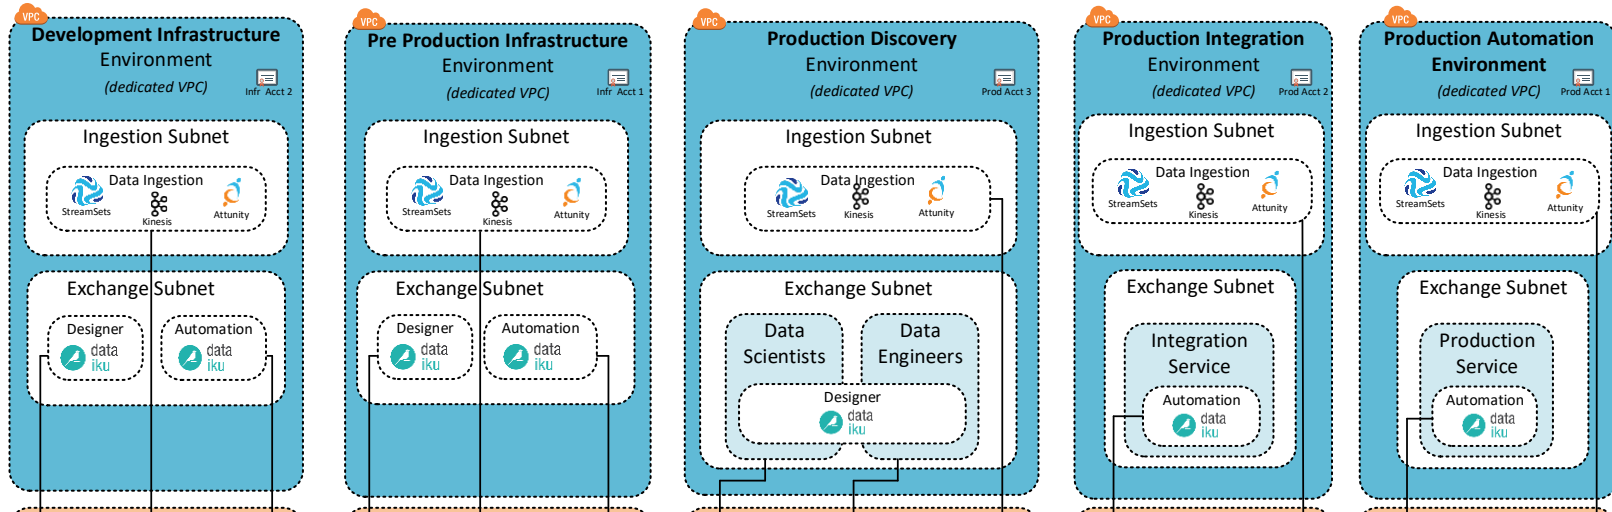 VPC
Development Infrastructure
Environment
(dedicated VPC)
Infr Acct 2
Ingestion Subnet
Data Ingestion
StreamSets
Kinesis
Attunity
Exchange Subnet
Designer
data
iku
Automation
data
iku
VPC
Pre Production Infrastructure
Environment
(dedicated VPC)
Infr Acct 1
Ingestion Subnet
Data Ingestion
StreamSets
Kinesis
Attunity
Exchange Subnet
Designer
data
iku
Automation
data
iku
VPC
Production Discovery
Environment
(dedicated VPC)
Prod Acct 3
Ingestion Subnet
Data Ingestion
StreamSets
Kinesis
Attunity
Exchange Subnet
Data
Scientists
Data
Engineers
Designer
data
iku
VPC
Production Integration
Environment
(dedicated VPC)
Prod Acct 2
Ingestion Subnet
Data Ingestion
StreamSets
Kinesis
Attunity
Exchange Subnet
Integration
Service
Automation
data
iku
VPC
Production Automation
Environment
(dedicated VPC)
Prod Acct 1
Ingestion Subnet
Data Ingestion
StreamSets
Kinesis
Attunity
Exchange Subnet
Production
Service
Automation
data
iku